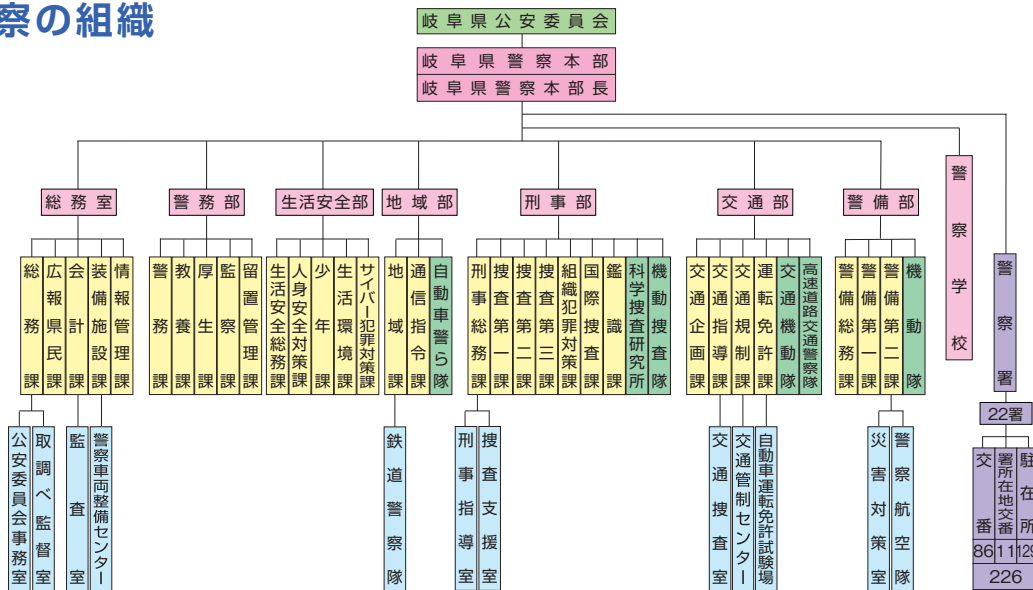 察の組織
岐阜県公安委員会
岐阜県警察本部
岐阜県警察本部長
総務室
警務部
生活安全部
地域部
刑事部
交通部
警備部
警察学校
警察署
総務課
広報県民課
会計課
装備施設課
情報管理課
警務課
教養課
厚生課
監察課
留置管理課
生活安全総務課
人身安全対策課
少年課
生活環境課
サイバー犯罪対策課
地域課
通信指令課
自動車警ら隊
刑事総務課
捜査第一課
捜査第二課
捜査第三課
組織犯罪対策課
国際捜査課
鑑識課
科学捜査研究所
機動捜査隊
交通企画課
交通指導課
交通規制課
運転免許課
交通機動隊
高速道路交通警察隊
警備総務課
警備第一課
警備第二課
機動隊
公安委員会事務室
取調べ監督室
監査室
警察車両整備センター
鉄道警察隊
刑事指導室
捜査支援室
交通捜査室
交通管制センター
自動車運転免許試験場
災害対策室
警察航空隊
22署
交番
署所在地交番
駐在所
86
11
129
226